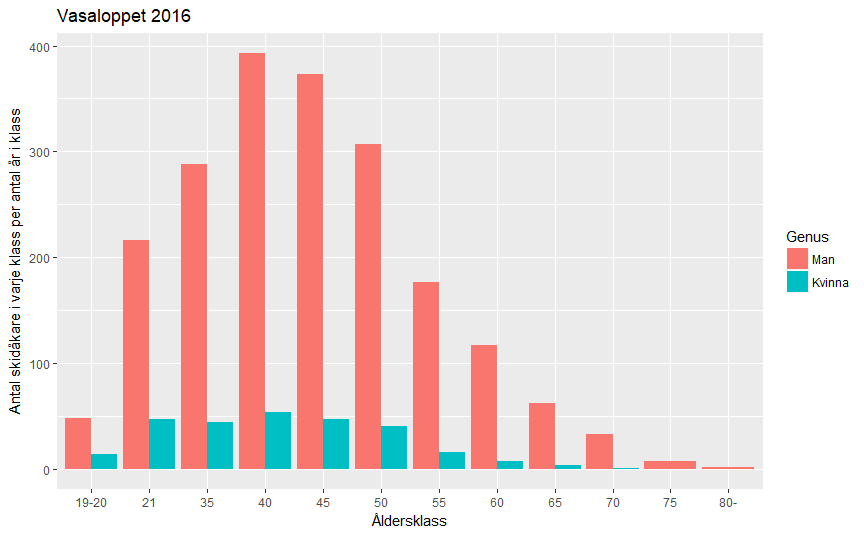 Vasaloppet 2016
Antal skidåkare i varje klass per antal år i klass
400
300
200
100
0
19-20 21 35 40 45 50 55 60 65 70 75 80-
Åldersklass
Genus
Man
Kvinna